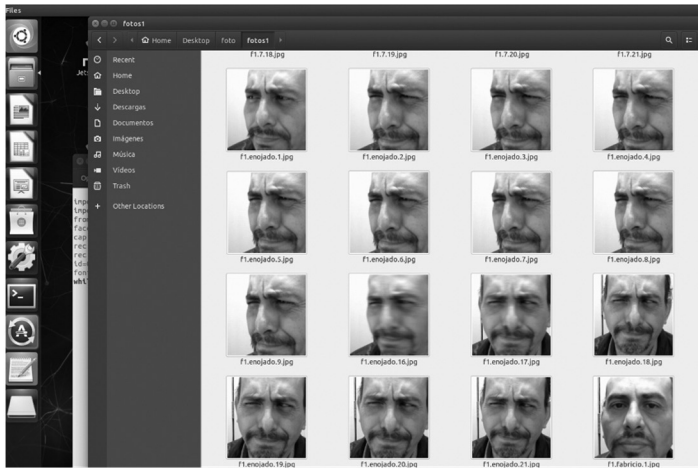 Files
fotos1
Home Desktop foto fotos1
Recent
Home
Desktop
Descargas
Documentos
Imágenes
Música
Vídeos
Trash
Other Locations
f1.7.18.jpg f1.7.19.jpg f1.7.20.jpg f1.7.21.jpg
f1.enojado.1.jpg f1.enojado.2.jpg f1.enojado.3.jpg f1.enojado.4.jpg
f1.enojado.5.jpg f1.enojado.6.jpg f1.enojado.7.jpg f1.enojado.8.jpg
f1.enojado.9.jpg f1.enojado.16.jpg f1.enojado.17.jpg f1.enojado.18.jpg
f1.enojado.19.jpg f1.enojado.20.jpg f1.enojado.21.jpg f1.fabricio.1.jpg